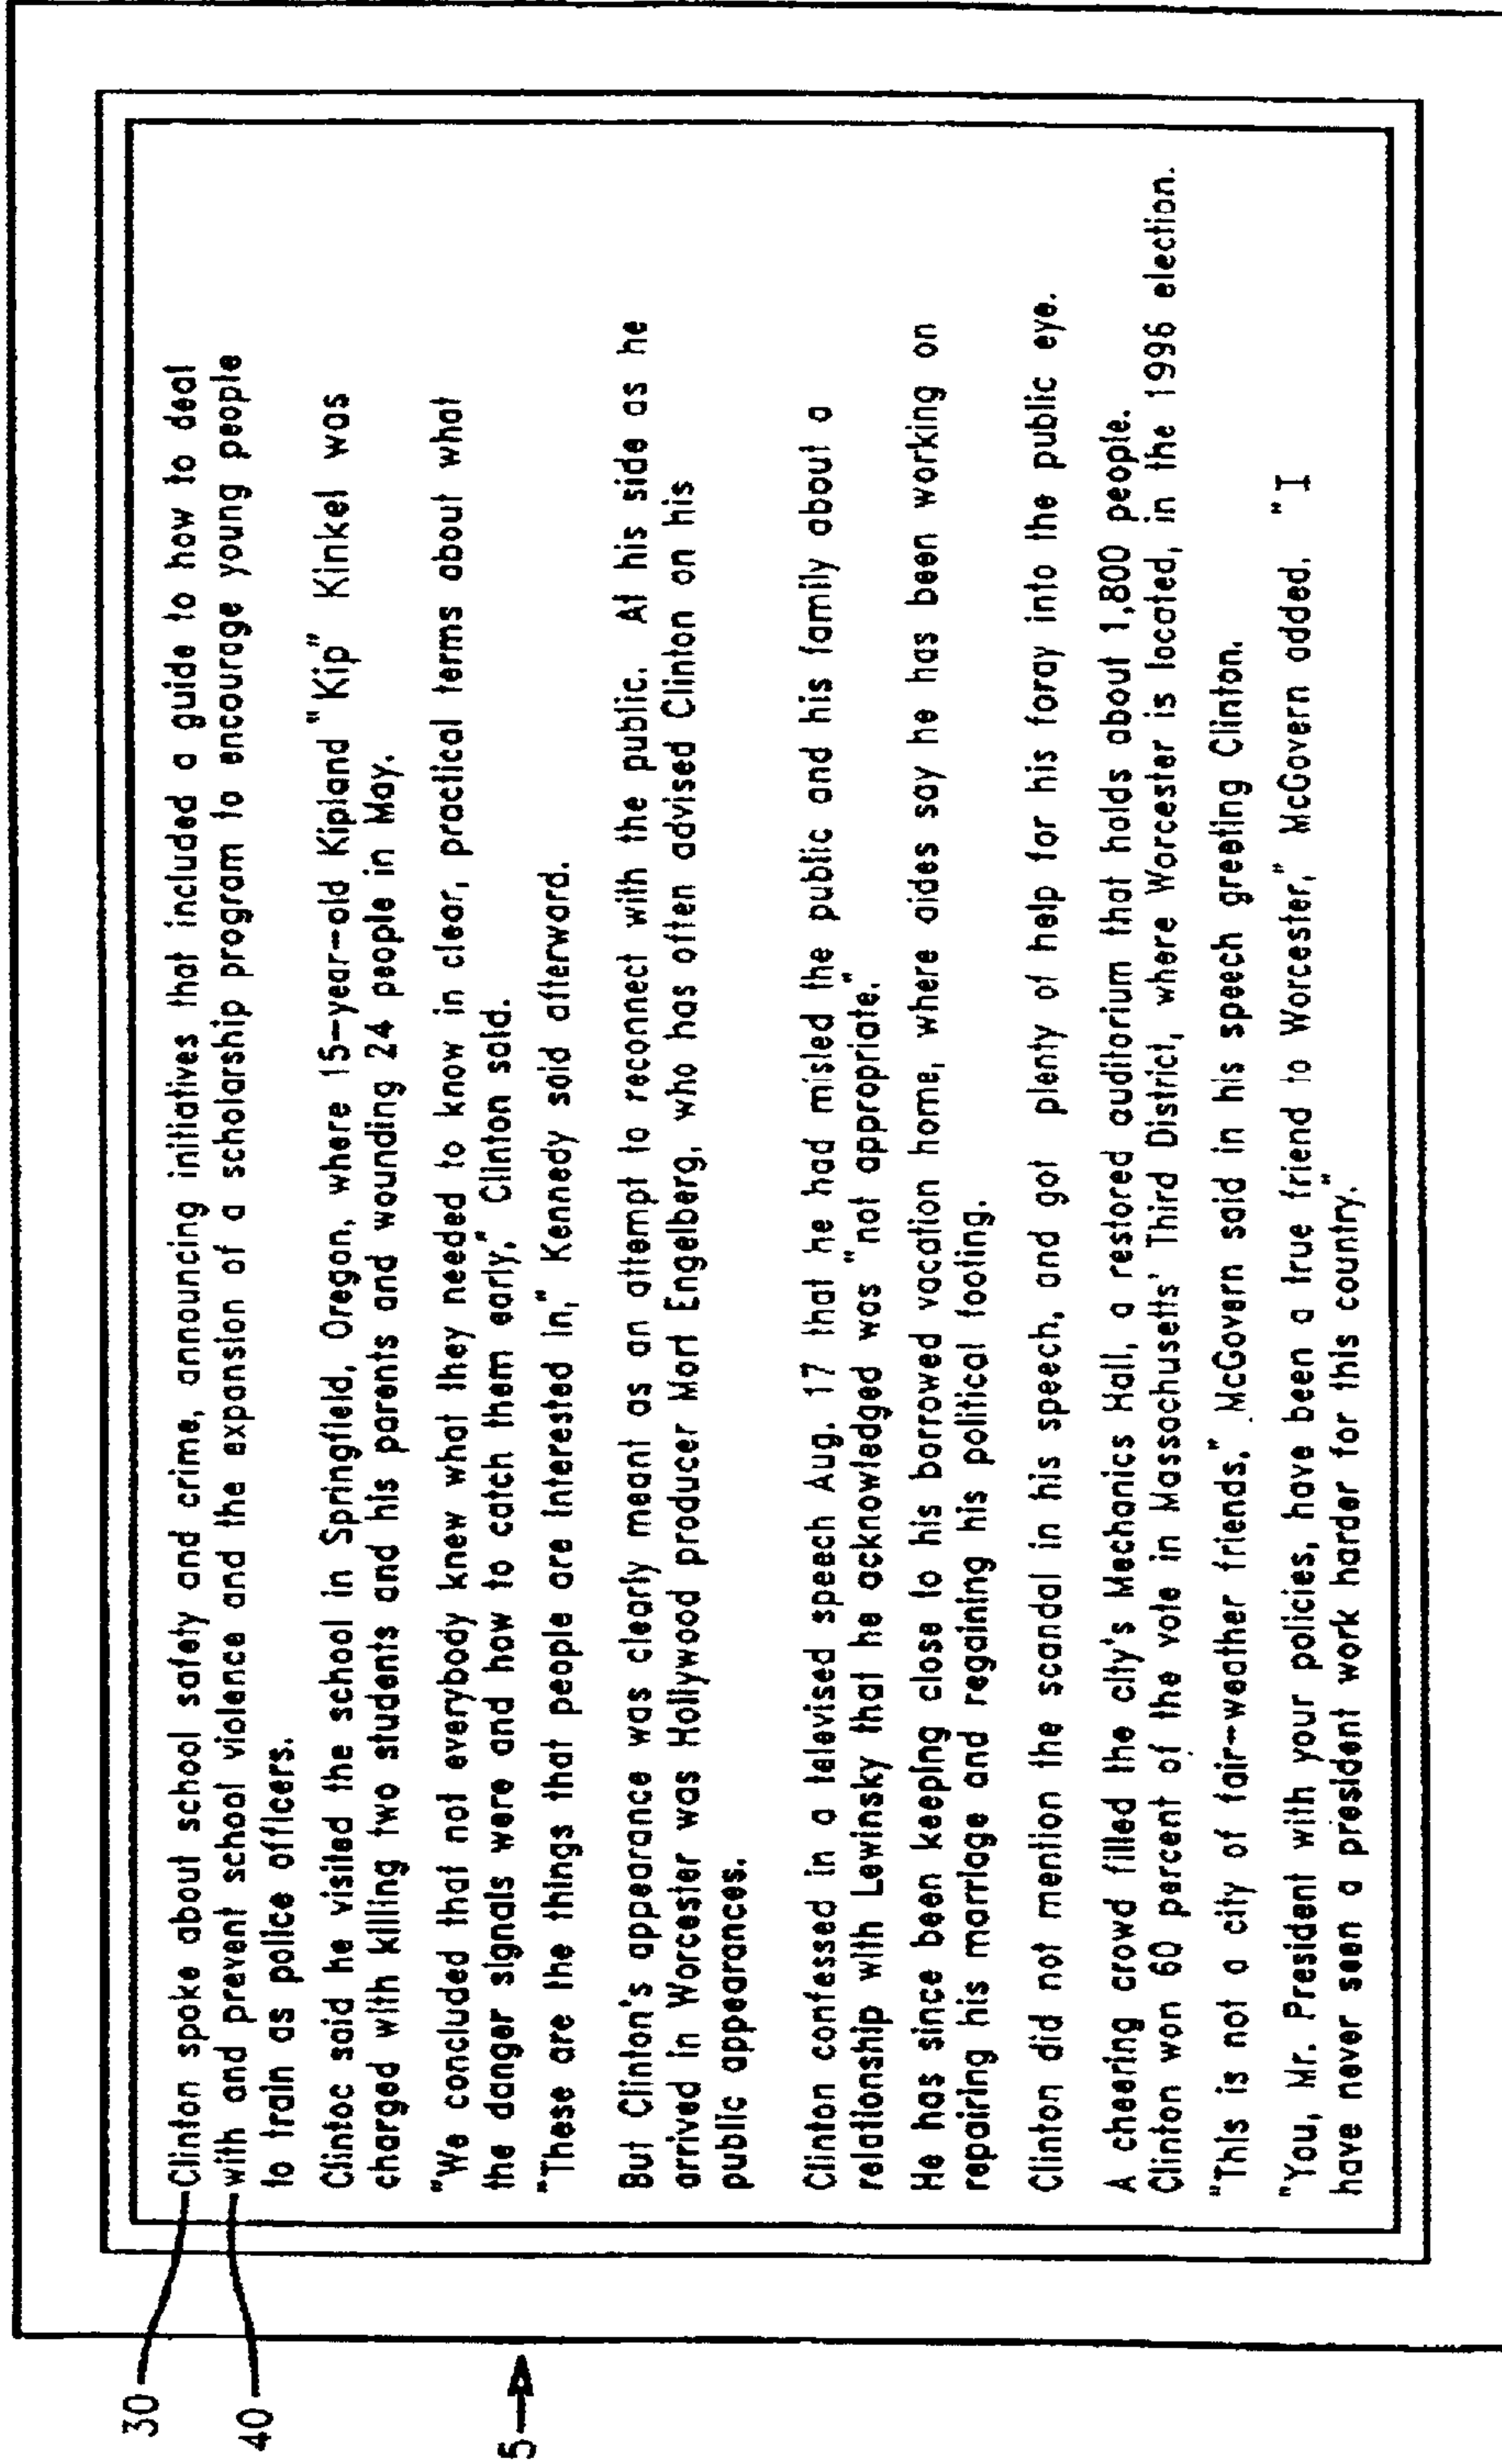 30
Clinton spoke about school safety and crime, announcing initiatives that included a guide to how to deal
40
with and prevent school violence and the expansion of a scholarship program to encourage young people
to train as police officers.
Clintoc said he visited the school in Springfield, Oregon, where 15-year-old Kipland "Kip" Kinkel was
charged with killing two students and his parents and wounding 24 people in May.
"We concluded that not everybody knew what they needed to know in clear, practical terms about what
the danger signals were and how to catch them early," Clinton said.
5
"These are the things that people are interested in," Kennedy said afterward.
But Clinton's appearance was clearly meant as an attempt to reconnect with the public. At his side as he
arrived in Worcester was Hollywood producer Mort Engelberg, who has often advised Clinton on his
public appearances.
Clinton confessed in a televised speech Aug. 17 that he had misled the public and his family about a
relationship with Lewinsky that he acknowledged was "not appropriate."
He has since been keeping close to his borrowed vacation home, where aides say he has been working on
repairing his marriage and regaining his political footing.
Clinton did not mention the scandal in his speech, and got plenty of help for his foray into the public eye.
A cheering crowd filled the city's Mechanics Hall, a restored auditorium that holds about 1,800 people.
Clinton won 60 percent of the vote in Massachusetts' Third District, where Worcester is located, in the 1996 election.
"This is not a city of fair-weather friends," McGovern said in his speech greeting Clinton.
"You, Mr. President with your policies, have been a true friend to Worcester," McGovern added. "I
have never seen a president work harder for this country."